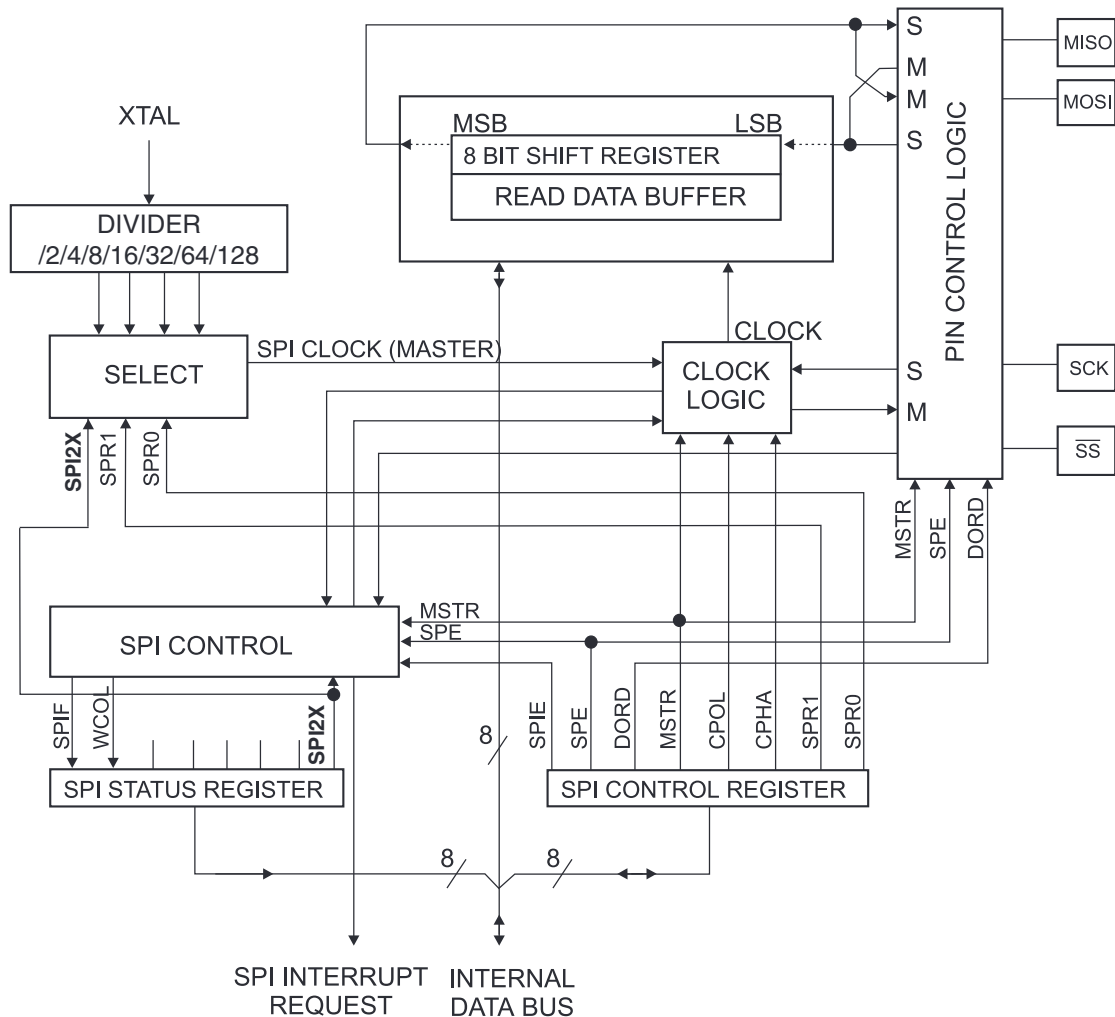 XTAL
DIVIDER
/2/4/8/16/32/64/128
SELECT
SPI2X
SPR1
SPR0
SPI CLOCK (MASTER)
MSB
LSB
8 BIT SHIFT REGISTER
READ DATA BUFFER
CLOCK
CLOCK
LOGIC
S
M
M
S
S
M
PIN CONTROL LOGIC
MISO
MOSI
SCK
SS
MSTR
SPE
DORD
SPI CONTROL
MSTR
SPE
SPIF
WCOL
SPI2X
SPI STATUS REGISTER
8
SPIE
SPE
DORD
MSTR
CPOL
CPHA
SPR1
SPR0
SPI CONTROL REGISTER
8
8
SPI INTERRUPT
REQUEST
INTERNAL
DATA BUS